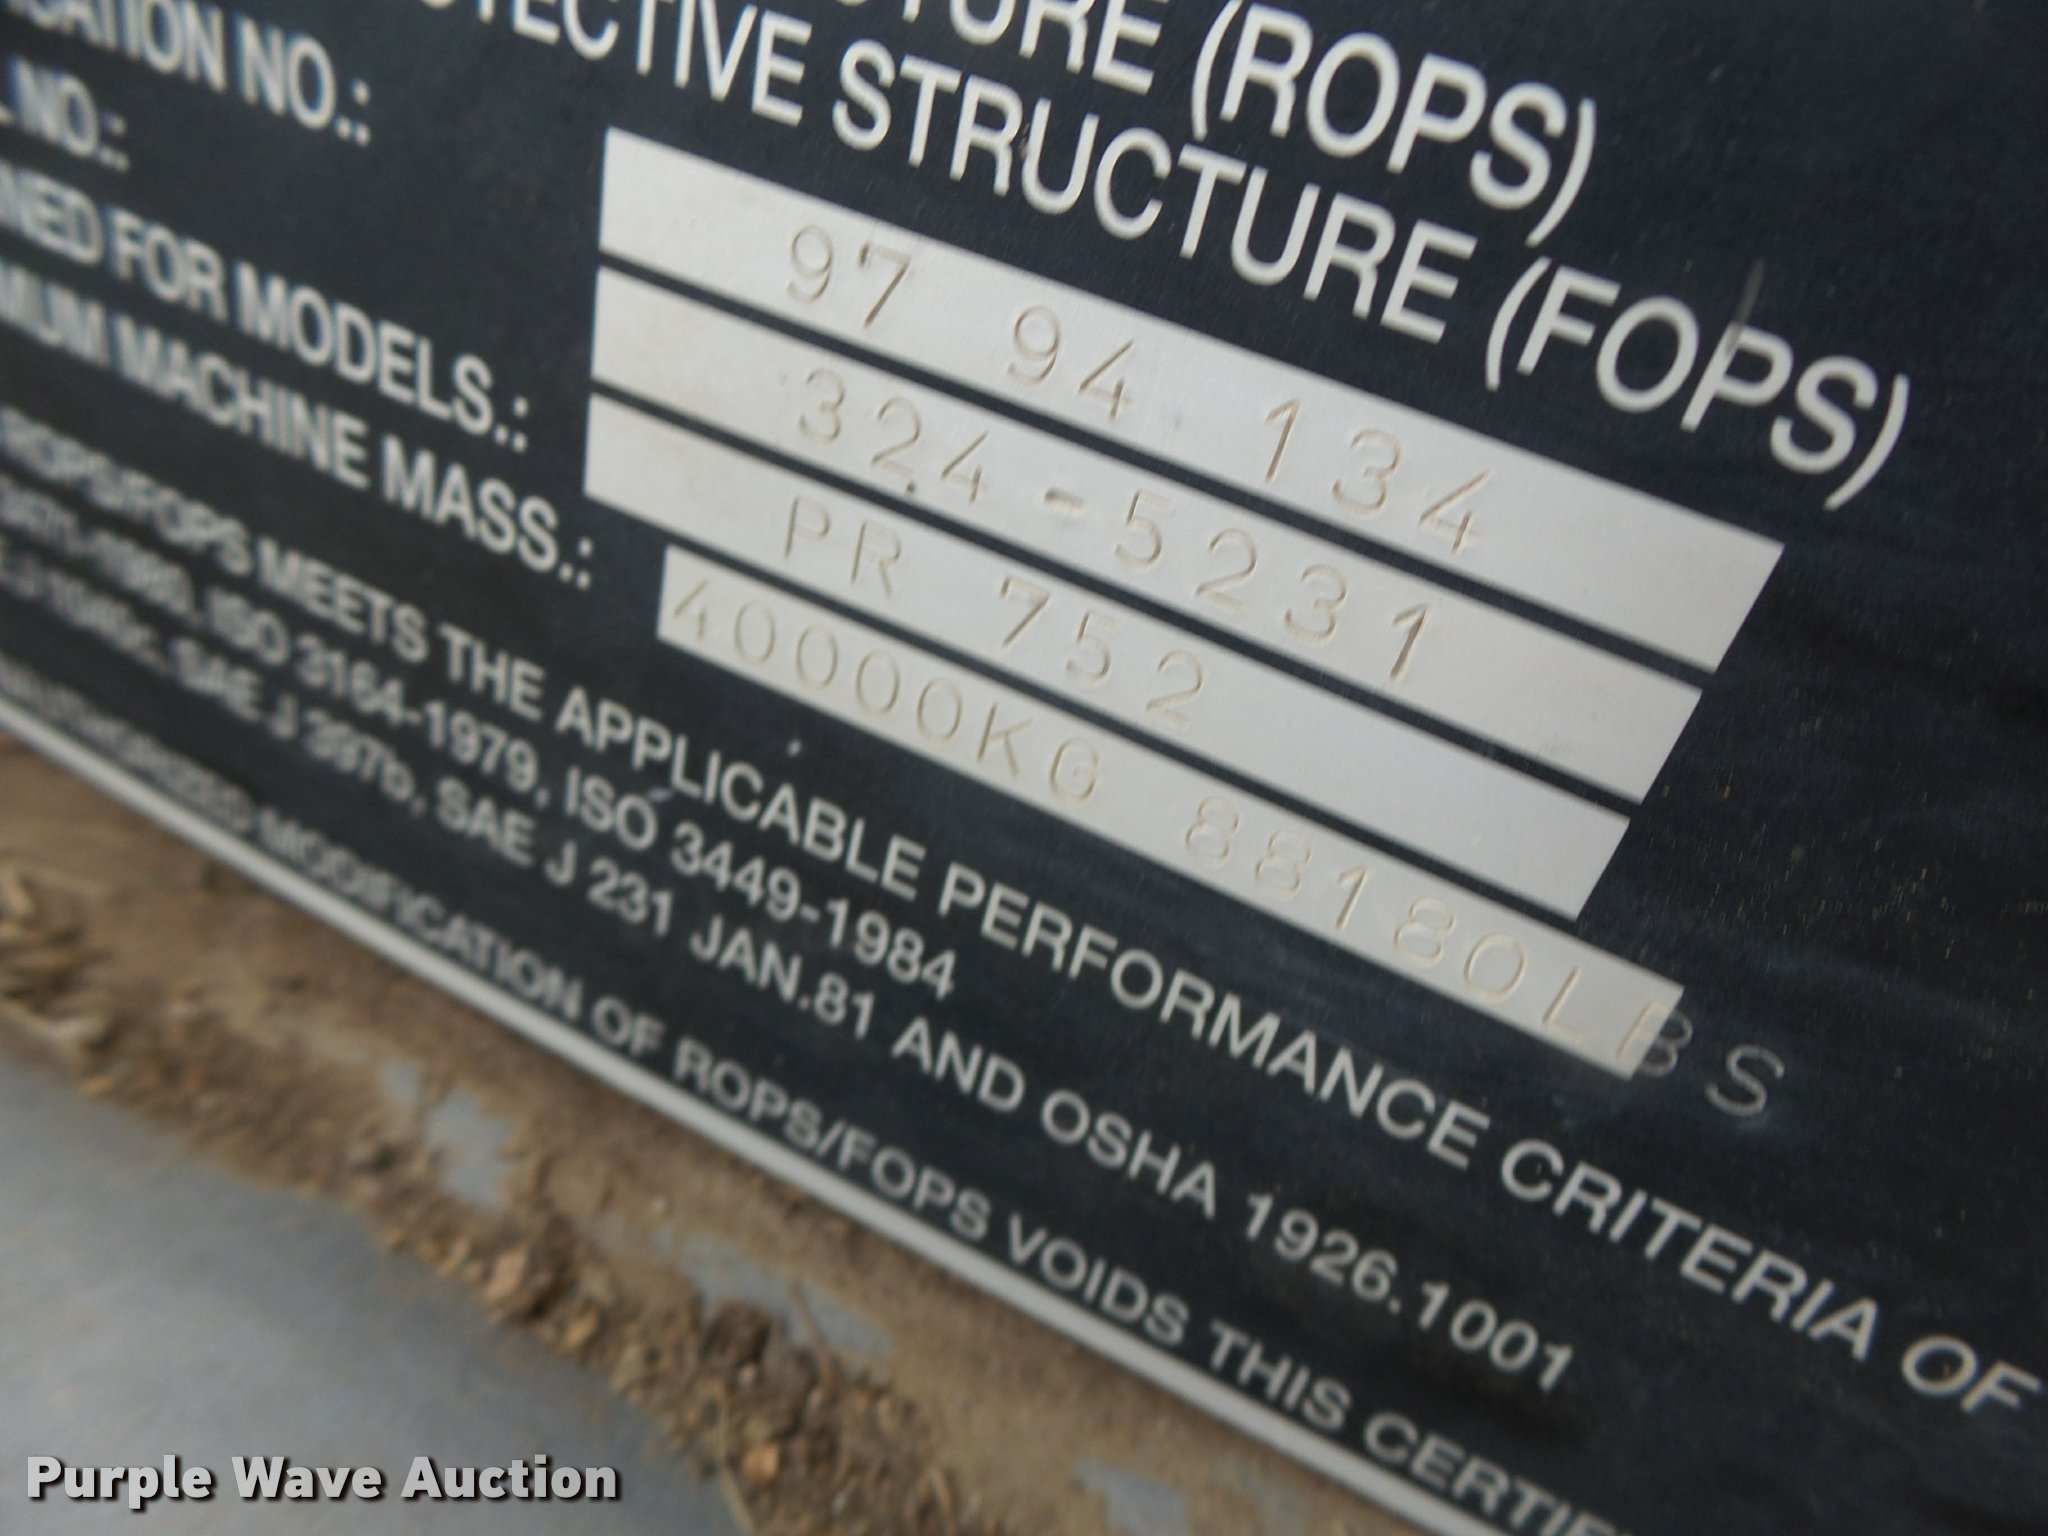 CTURE (ROPS)
TECTIVE STRUCTURE (FOPS)
CATION NO.: 97 94 134
L NO.: 324-5231
NED FOR MODELS.: PR 752
MUM MACHINE MASS.: 40000KG 88180LBS
ROPS/FOPS MEETS THE APPLICABLE PERFORMANCE CRITERIA OF
ISO 3164-1979, ISO 3449-1984
SAE J 397b, SAE J 231 JAN.81 AND OSHA 1926.1001
MODIFICATION OF ROPS/FOPS VOIDS THIS CERTIFI
Purple Wave Auction